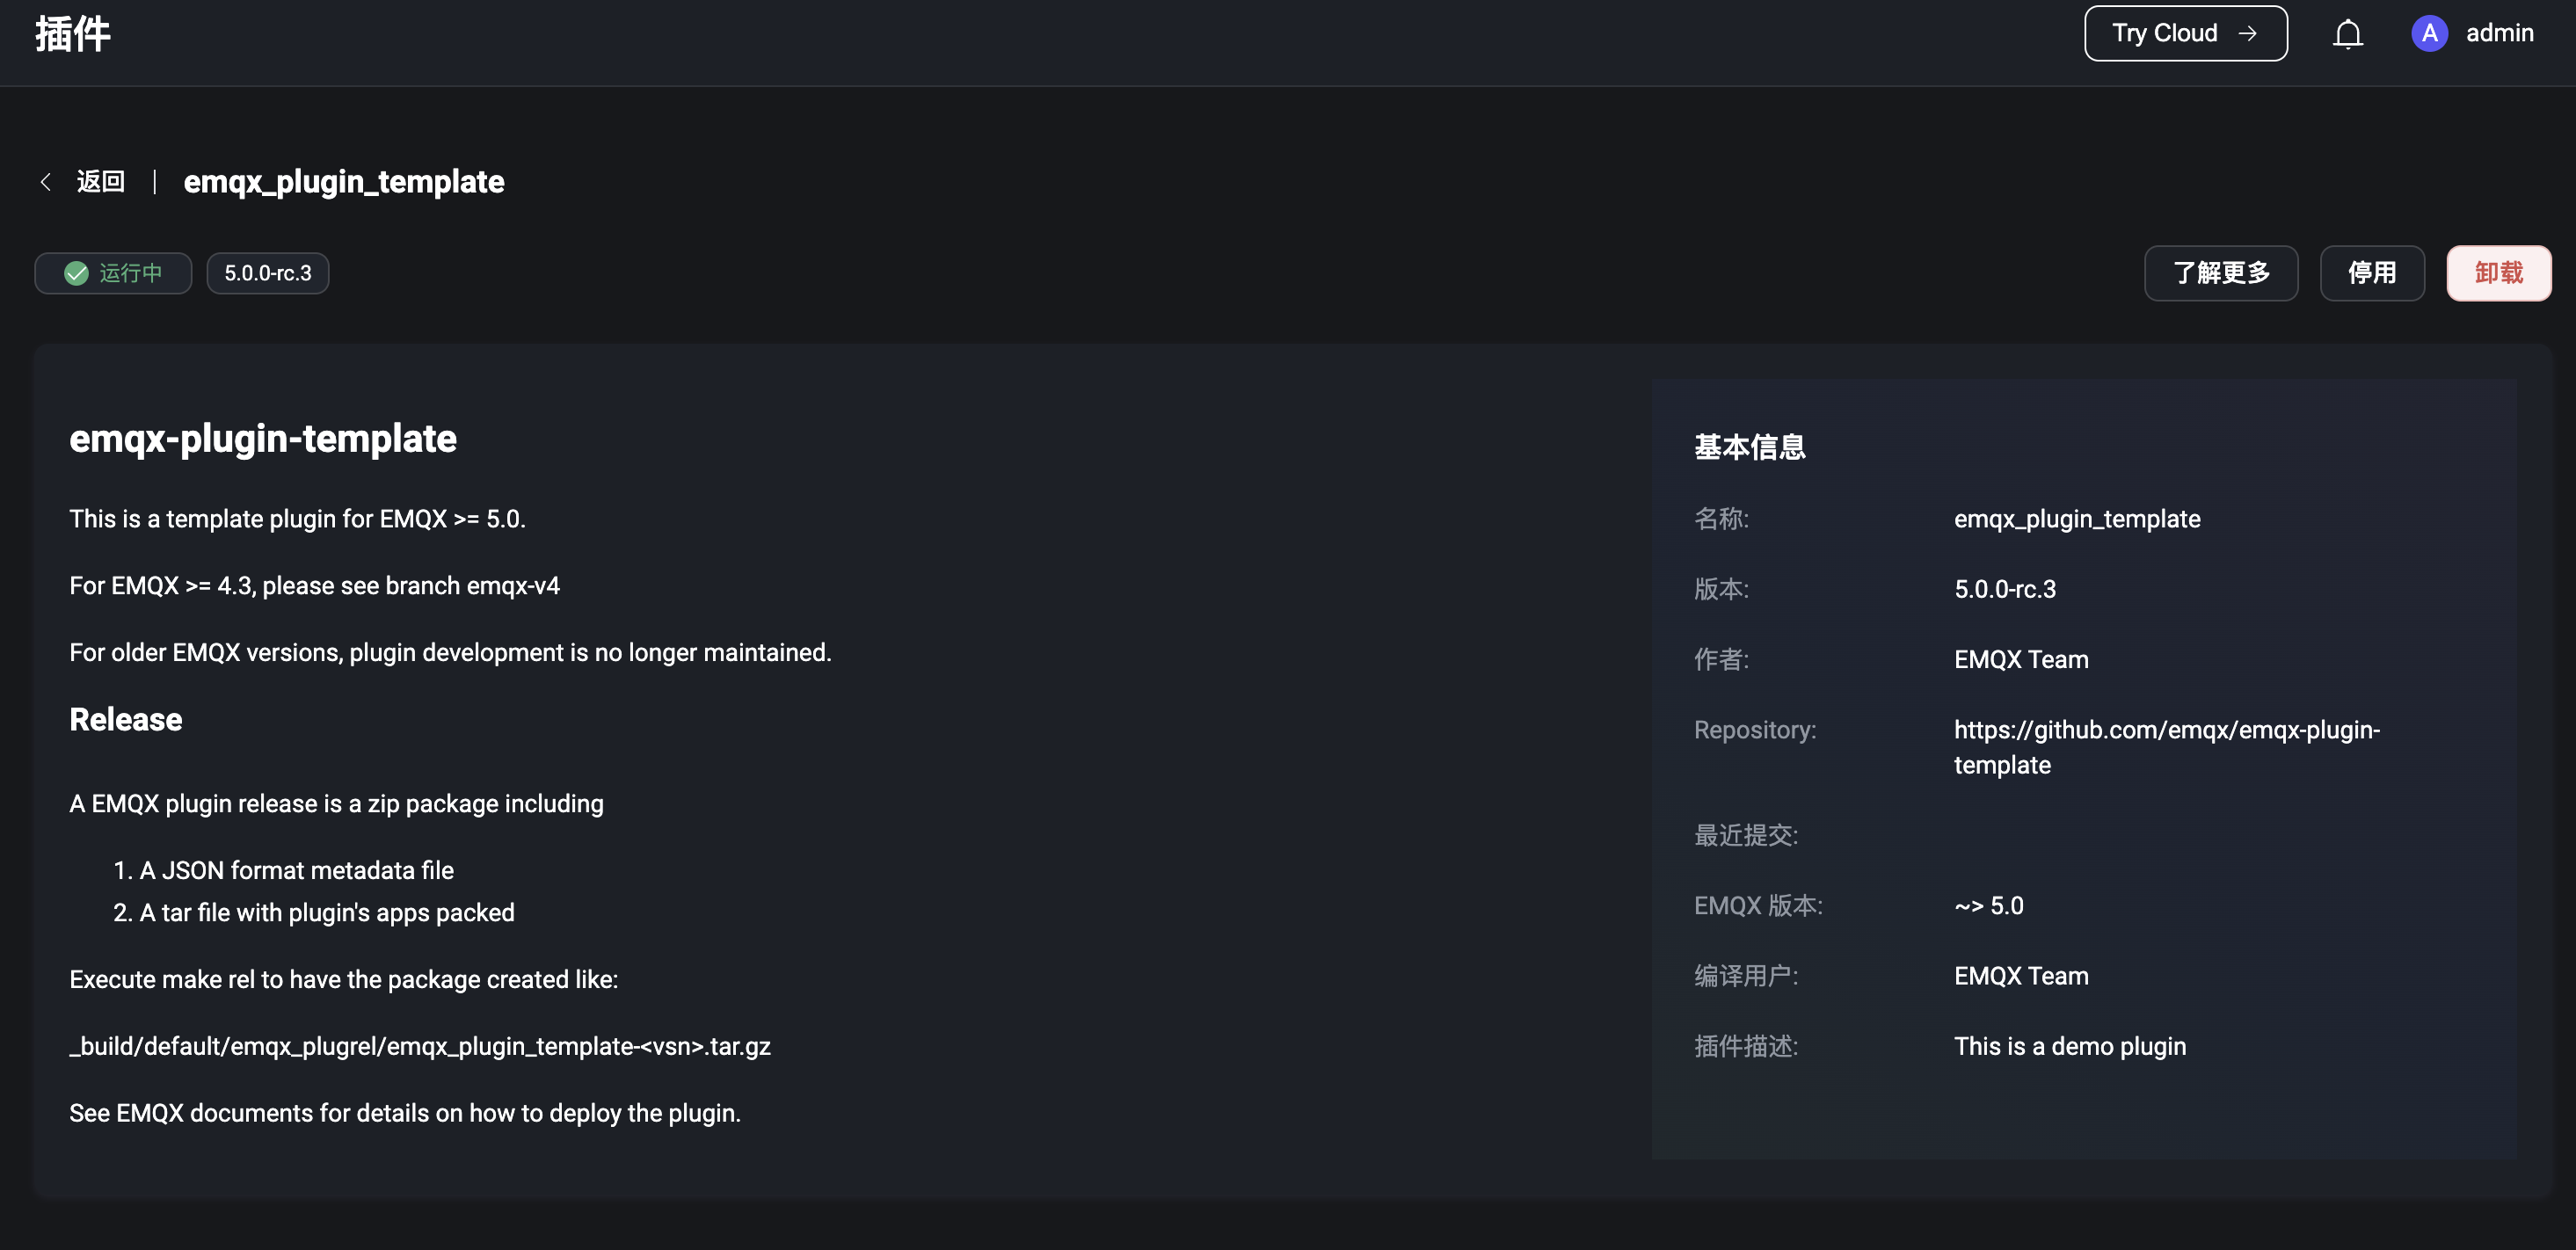 插件
Try Cloud →
A
admin
返回 | emqx_plugin_template
运行中
5.0.0-rc.3
了解更多
停用
卸载
emqx-plugin-template
This is a template plugin for EMQX >= 5.0.
For EMQX >= 4.3, please see branch emqx-v4
For older EMQX versions, plugin development is no longer maintained.
Release
A EMQX plugin release is a zip package including
1. A JSON format metadata file
2. A tar file with plugin's apps packed
Execute make rel to have the package created like:
_build/default/emqx_plugrel/emqx_plugin_template-<vsn>.tar.gz
See EMQX documents for details on how to deploy the plugin.
基本信息
名称: emqx_plugin_template
版本: 5.0.0-rc.3
作者: EMQX Team
Repository: https://github.com/emqx/emqx-plugin-
template
最近提交:
EMQX 版本: ~> 5.0
编译用户: EMQX Team
插件描述: This is a demo plugin